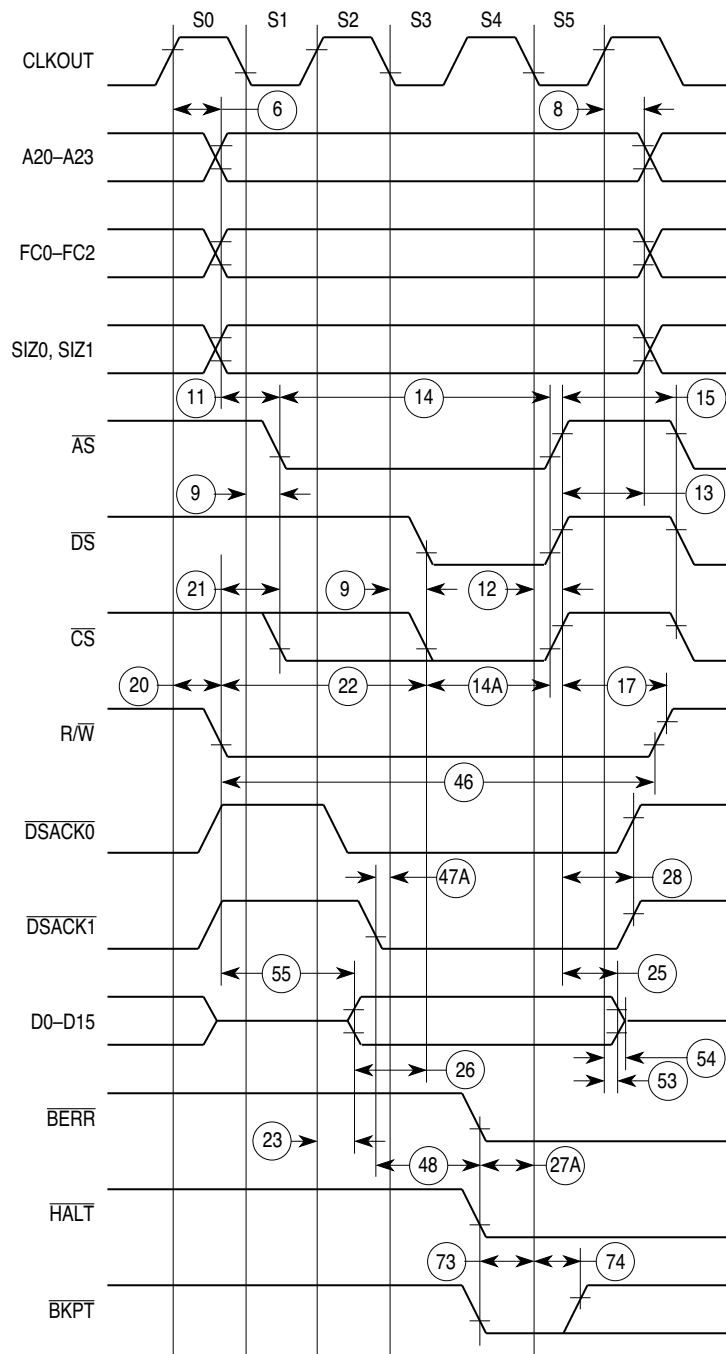 S0 S1 S2 S3 S4 S5
CLKOUT
6 8
A20–A23
FC0–FC2
SIZ0, SIZ1
11 14 15
AS
9 13
DS
21 9 12
CS
20 22 14A 17
R/W
46
DSACK0
47A 28
DSACK1
55 25
D0–D15
54
26 53
BERR
23
48 27A
HALT
73 74
BKPT